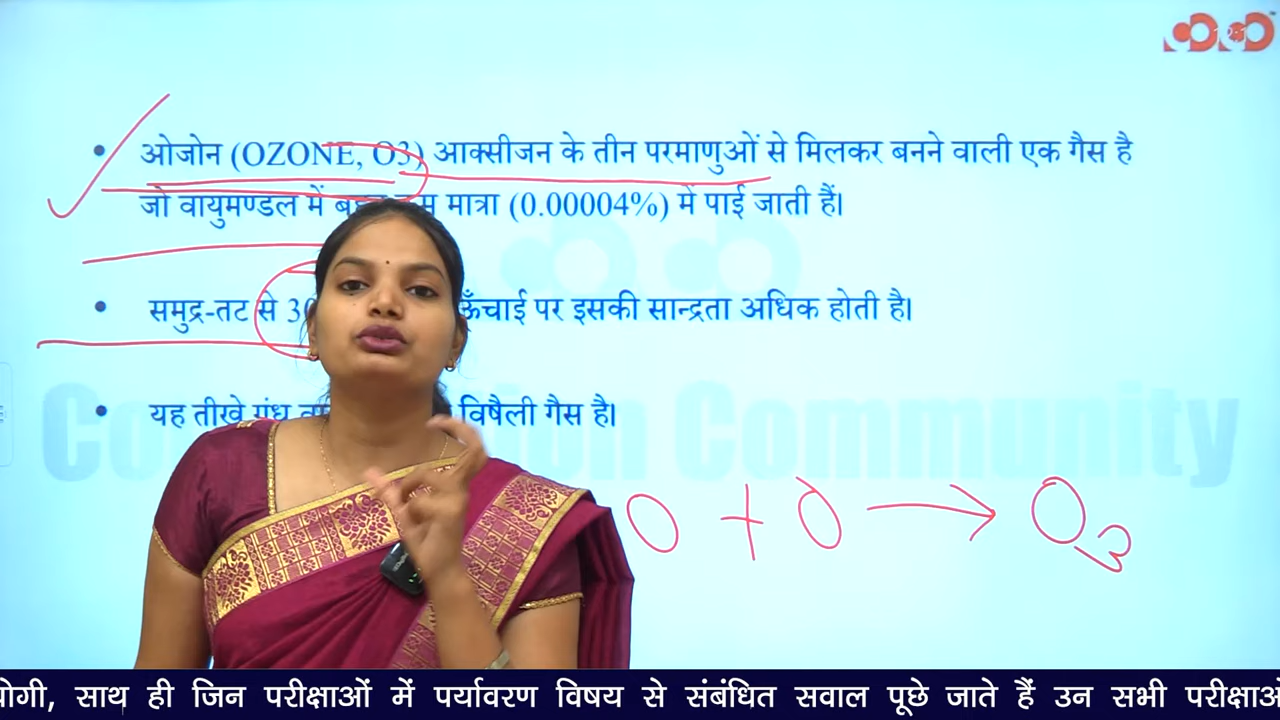 • ओजोन (OZONE, O3) आक्सीजन के तीन परमाणुओं से मिलकर बनने वाली एक गैस है
जो वायुमण्डल में मात्रा (0.00004%) में पाई जाती हैं।
• समुद्र-तट से ऊँचाई पर इसकी सान्द्रता अधिक होती है।
• यह तीखे गंध विषैली गैस है।
Community
O + O → O3
साथ ही जिन परीक्षाओं में पर्यावरण विषय से संबंधित सवाल पूछे जाते हैं उन सभी